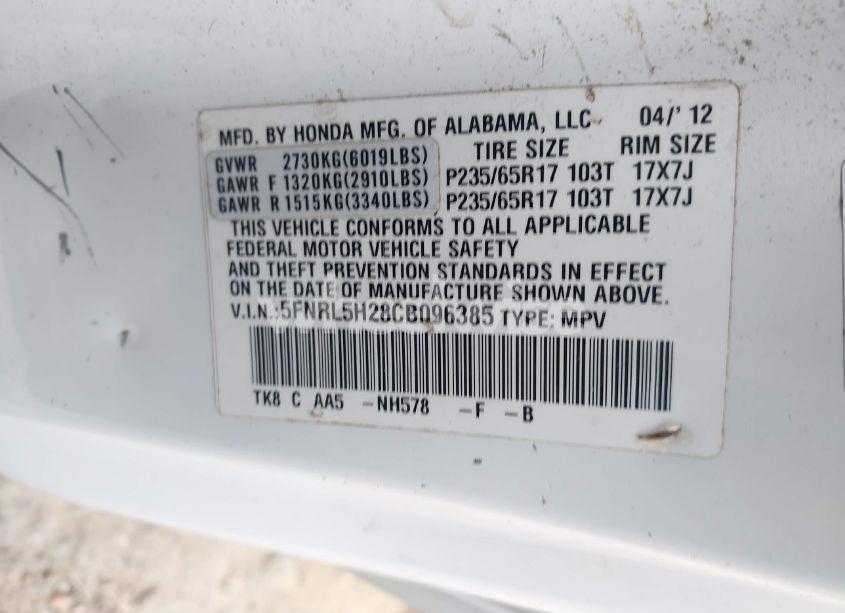 MFD. BY HONDA MFG. OF ALABAMA, LLC 04/' 12
GVWR 2730KG(6019LBS) TIRE SIZE RIM SIZE
GAWR F 1320KG(2910LBS) P235/65R17 103T 17X7J
GAWR R 1515KG(3340LBS) P235/65R17 103T 17X7J
THIS VEHICLE CONFORMS TO ALL APPLICABLE
FEDERAL MOTOR VEHICLE SAFETY
AND THEFT PREVENTION STANDARDS IN EFFECT
ON THE DATE OF MANUFACTURE SHOWN ABOVE.
V.I.N.:5FNRL5H28CB096385 TYPE: MPV
TK8 C AA5 -NH578 -F -B